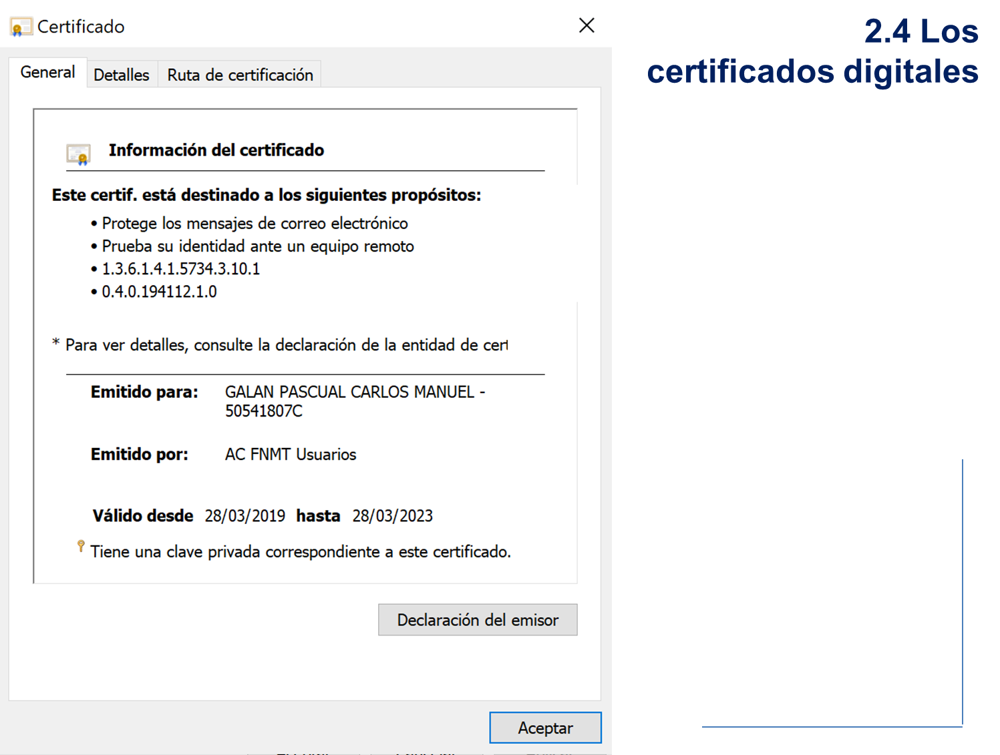 Certificado
2.4 Los
certificados digitales
General
Detalles
Ruta de certificación
Información del certificado
Este certif. está destinado a los siguientes propósitos:
• Protege los mensajes de correo electrónico
• Prueba su identidad ante un equipo remoto
• 1.3.6.1.4.1.5734.3.10.1
• 0.4.0.194112.1.0
* Para ver detalles, consulte la declaración de la entidad de cert
Emitido para: GALAN PASCUAL CARLOS MANUEL -
50541807C
Emitido por: AC FNMT Usuarios
Válido desde 28/03/2019 hasta 28/03/2023
Tiene una clave privada correspondiente a este certificado.
Declaración del emisor
Aceptar